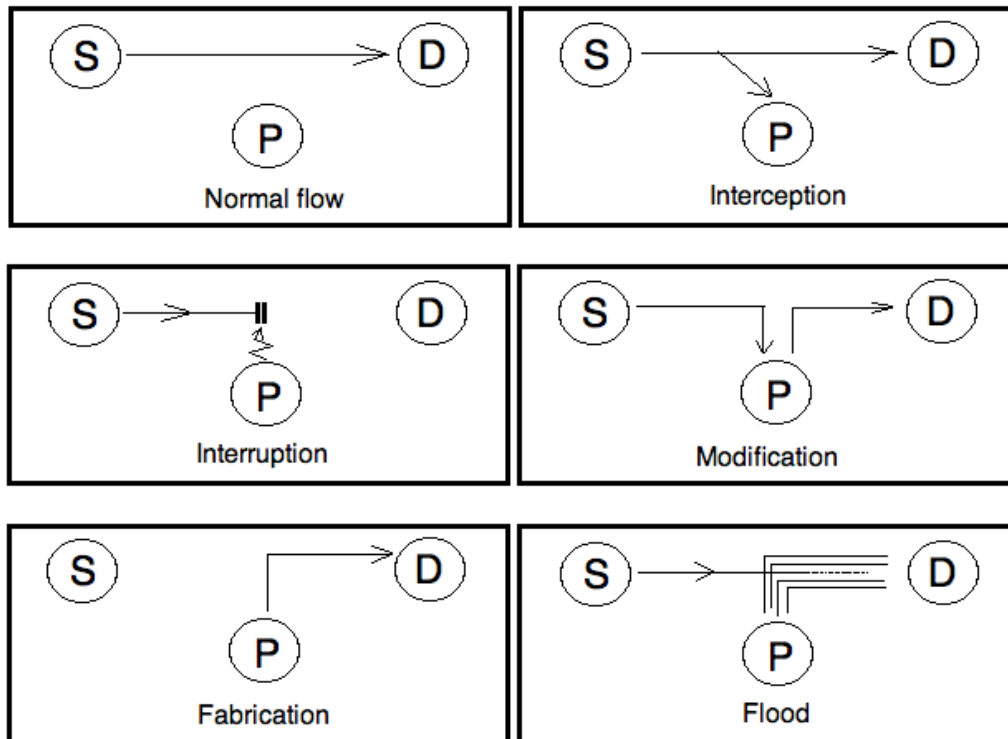 S D
P
Normal flow
S D
P
Interception
S D
P
Interruption
S D
P
Modification
S D
P
Fabrication
S D
P
Flood